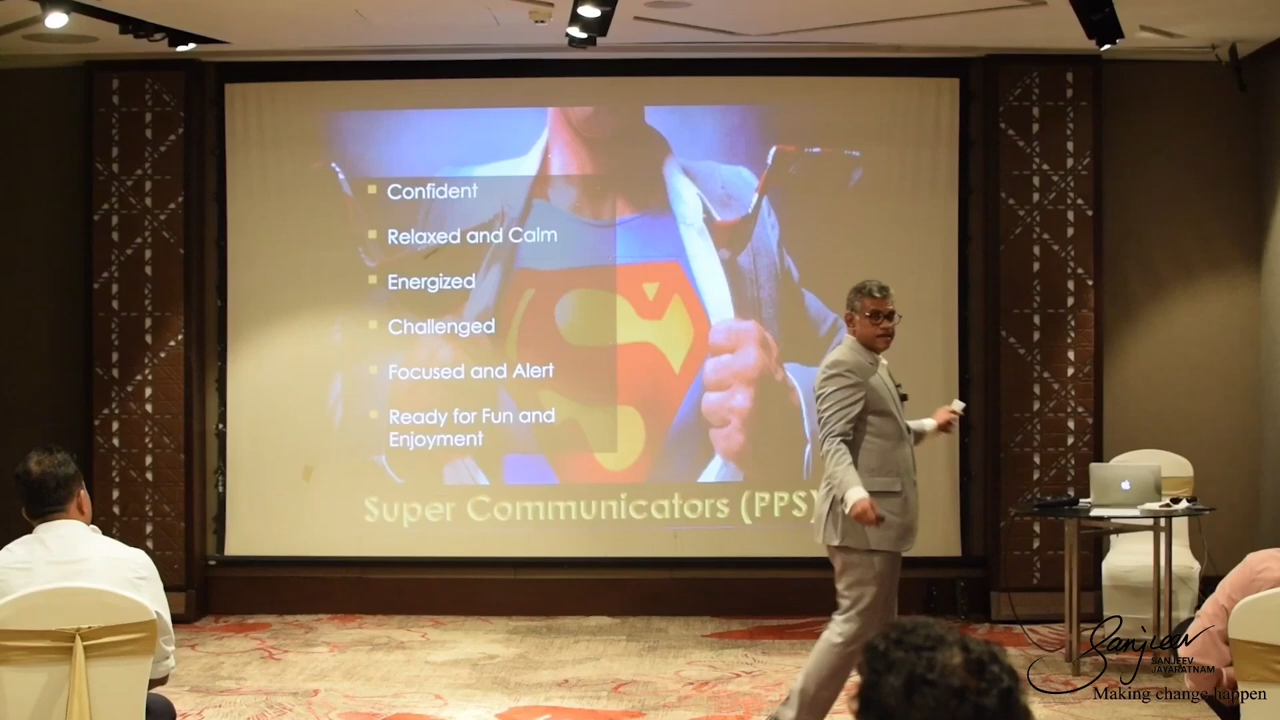 Confident
Relaxed and Calm
Energized
Challenged
Focused and Alert
Ready for Fun and
Enjoyment
Super Communicators (PPS)
Sanjeev
SANJEEV
JAYARATNAM
Making change happen